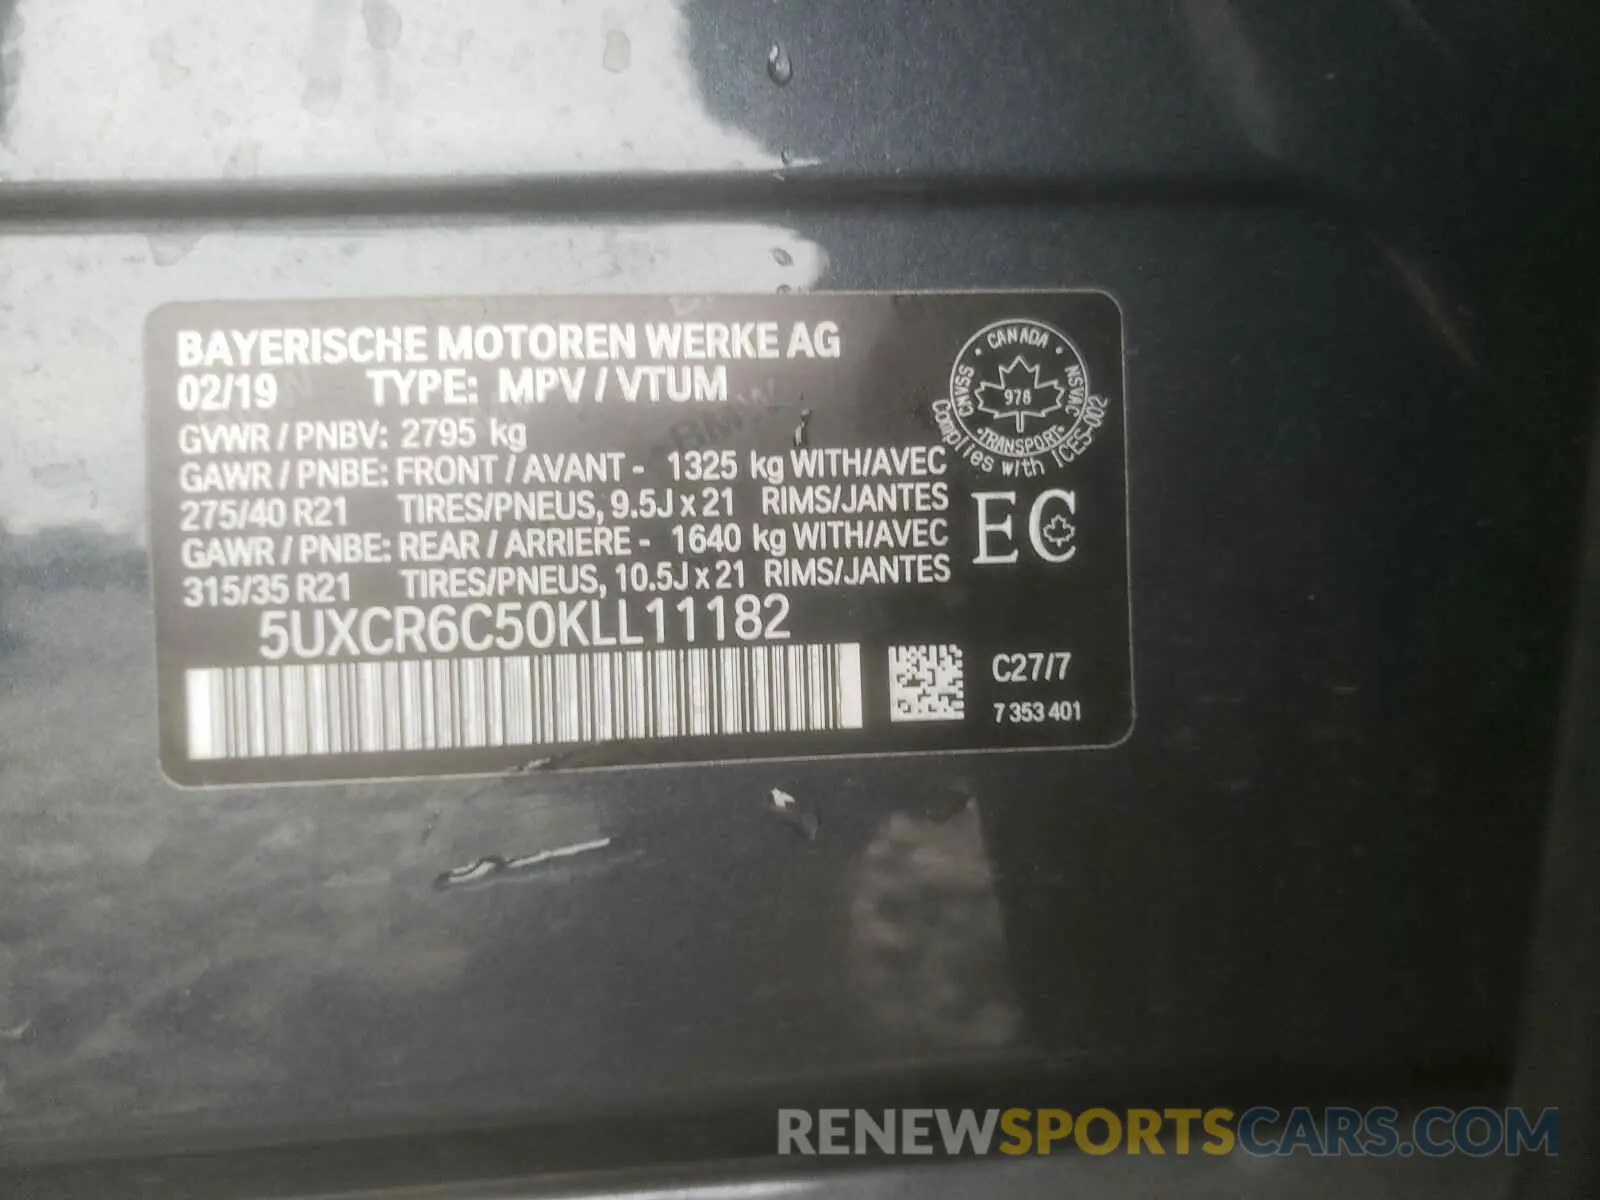 BAYERISCHE MOTOREN WERKE AG
02/19 TYPE: MPV / VTUM
GVWR / PNBV: 2795 kg
GAWR / PNBE: FRONT / AVANT - 1325 kg WITH/AVEC
275/40 R21 TIRES/PNEUS, 9.5J x 21 RIMS/JANTES
GAWR / PNBE: REAR / ARRIERE - 1640 kg WITH/AVEC
315/35 R21 TIRES/PNEUS, 10.5J x 21 RIMS/JANTES
5UXCR6C50KLL11182
CANADA
CMVSS
978
NSVAC
TRANSPORT
Complies with ICES-002
EC
C27/7
7 353 401
BMW
RENEWSPORTSCARS.COM